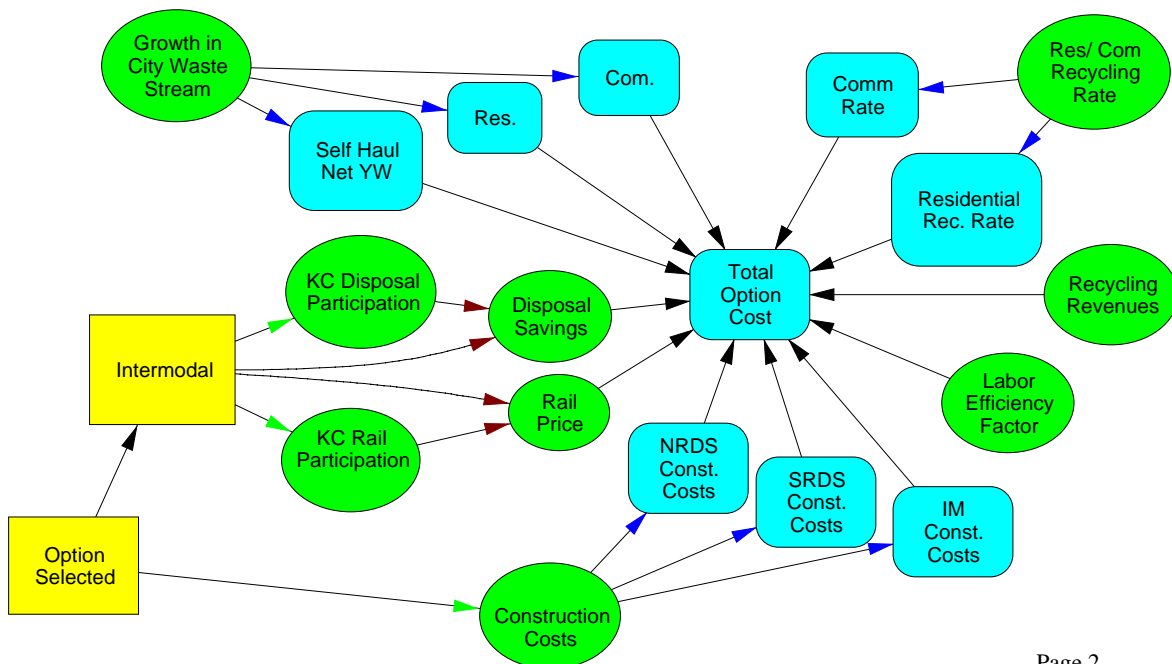 Growth in
City Waste
Stream
Com.
Res.
Self Haul
Net YW
Comm
Rate
Res/ Com
Recycling
Rate
Residential
Rec. Rate
KC Disposal
Participation
Disposal
Savings
Total
Option
Cost
Recycling
Revenues
Intermodal
Rail
Price
KC Rail
Participation
Labor
Efficiency
Factor
NRDS
Const.
Costs
SRDS
Const.
Costs
IM
Const.
Costs
Option
Selected
Construction
Costs
Page 2